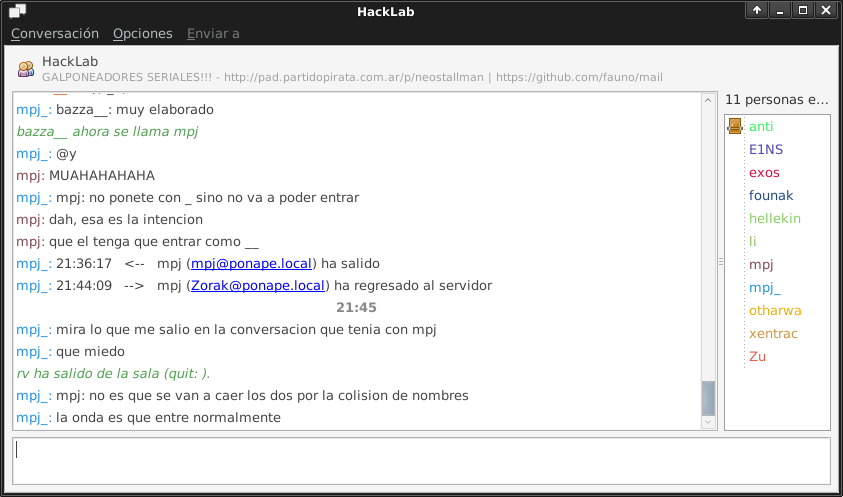 HackLab
Conversación Opciones Enviar a
HackLab
GALPONEADORES SERIALES!!! - http://pad.partidopirata.com.ar/p/neostallman | https://github.com/fauno/mail
mpj_: bazza__: muy elaborado
bazza__ ahora se llama mpj
mpj_: @y
mpj: MUAHAHAHAHA
mpj_: mpj: no ponete con _ sino no va a poder entrar
mpj: dah, esa es la intencion
mpj: que el tenga que entrar como __
mpj_: 21:36:17 <-- mpj (mpj@ponape.local) ha salido
mpj_: 21:44:09 --> mpj (Zorak@ponape.local) ha regresado al servidor
21:45
mpj_: mira lo que me salio en la conversacion que tenia con mpj
mpj_: que miedo
rv ha salido de la sala (quit: ).
mpj_: mpj: no es que se van a caer los dos por la colision de nombres
mpj_: la onda es que entre normalmente
11 personas e...
anti
E1NS
exos
founak
hellekin
li
mpj
mpj_
otharwa
xentrac
Zu